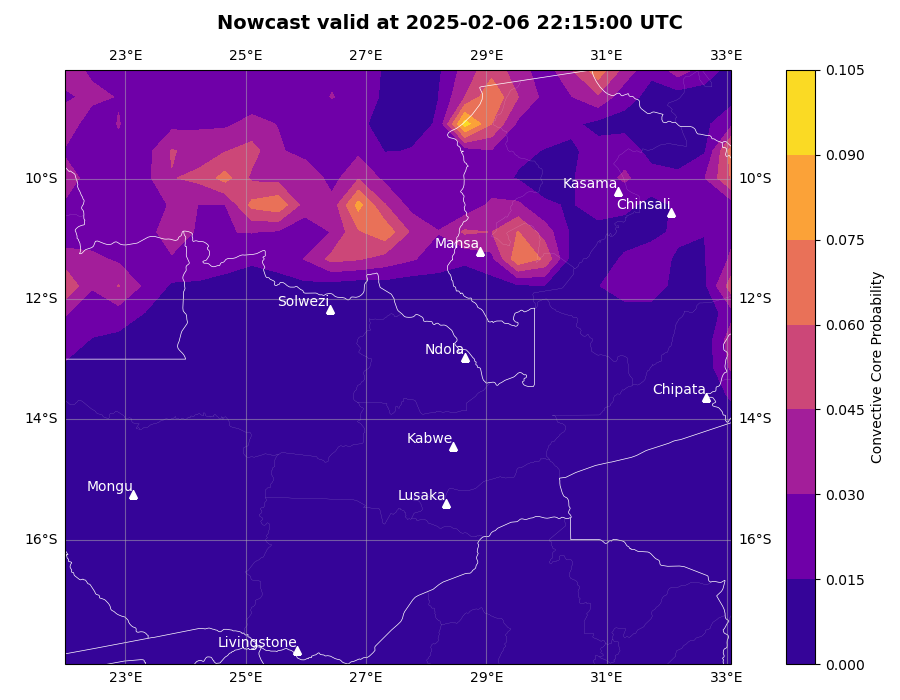 Nowcast valid at 2025-02-06 22:15:00 UTC
23°E 25°E 27°E 29°E 31°E 33°E
0.105
0.090
10°S Kasama 10°S
Chinsali
0.075
Mansa
12°S Solwezi 12°S
0.060
Ndola
Chipata
0.045
14°S 14°S
Kabwe
Mongu Lusaka
0.030
16°S 16°S
0.015
Livingstone
0.000
23°E 25°E 27°E 29°E 31°E 33°E
Convective Core Probability